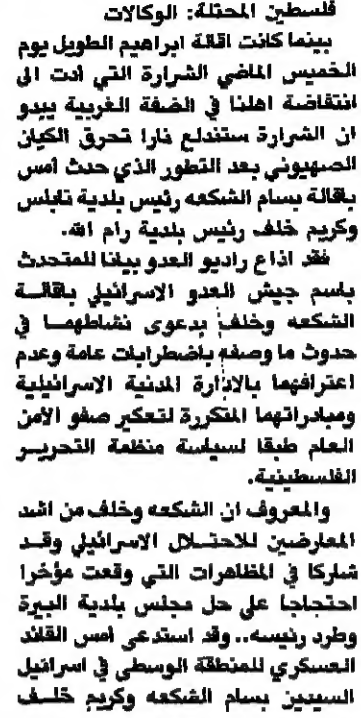 فلسطين المحتلة: الوكالات
بينما كانت اقالة ابراهيم الطويل يوم
الخميس الماضي الشرارة التي أدت الى
انتفاضة اهلنا في الضفة الغربية يبدو
ان الشرارة ستندلع نارا تحرق الكيان
الصهيوني بعد التطور الذي حدث أمس
باقالة بسام الشكعه رئيس بلدية نابلس
وكريم خلف رئيس بلدية رام الله.
فقد اذاع راديو العدو بيانا للمتحدث
باسم جيش العدو الاسرائيلي باقالة
الشكعه وخلف بدعوى نشاطهما في
حدوث ما وصفه باضطرابات عامة وعدم
اعترافهما بالادارة المدنية الاسرائيلية
ومبادراتهما المتكررة لتعكير صفو الأمن
العام طبقا لسياسة منظمة التحرير
الفلسطينية.
والمعروف ان الشكعه وخلف من اشد
المعارضين للاحتلال الاسرائيلي وقد
شاركا في المظاهرات التي وقعت مؤخرا
احتجاجا على حل مجلس بلدية البيرة
وطرد رئيسه.. وقد استدعى أمس القائد
العسكري للمنطقة الوسطى في اسرائيل
السيدين بسام الشكعه وكريم خلف